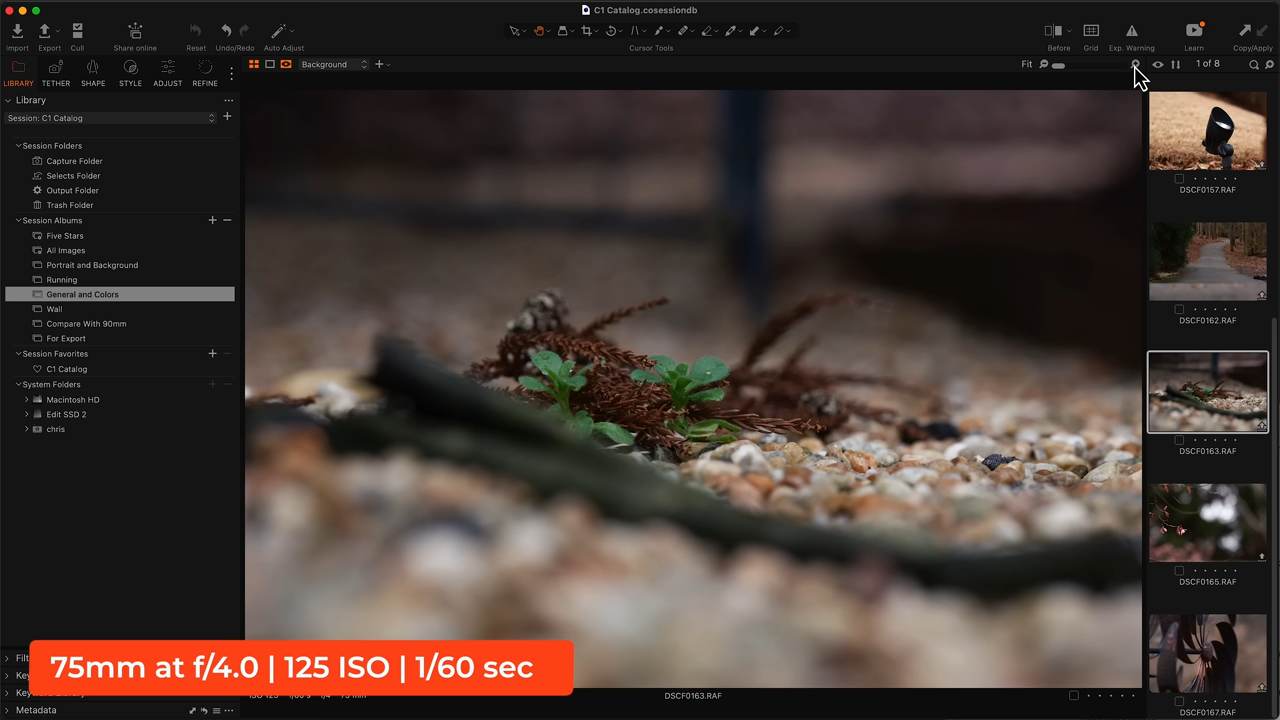 C1 Catalog.cosessiondb
Import
Export
Cull
Share online
Reset
Undo/Redo
Auto Adjust
Cursor Tools
Before
Grid
Exp. Warning
Learn
Copy/Apply
LIBRARY
TETHER
SHAPE
STYLE
ADJUST
REFINE
Background
Fit
1 of 8
Library
Session: C1 Catalog
Session Folders
Capture Folder
Selects Folder
Output Folder
Trash Folder
Session Albums
Five Stars
All Images
Portrait and Background
Running
General and Colors
Wall
Compare With 90mm
For Export
Session Favorites
C1 Catalog
System Folders
Macintosh HD
Edit SSD 2
chris
Metadata
75mm at f/4.0 | 125 ISO | 1/60 sec
DSCF0163.RAF
DSCF0157.RAF
DSCF0162.RAF
DSCF0163.RAF
DSCF0165.RAF
DSCF0167.RAF